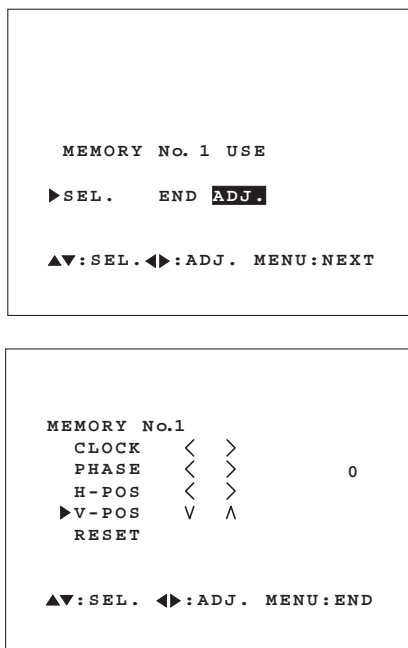 MEMORY No. 1 USE
▶SEL. END ADJ.
▲▼:SEL.◀▶:ADJ. MENU:NEXT
MEMORY No.1
CLOCK < >
PHASE < > 0
H-POS < >
▶V-POS ∨ ∧
RESET
▲▼:SEL. ◀▶:ADJ. MENU:END